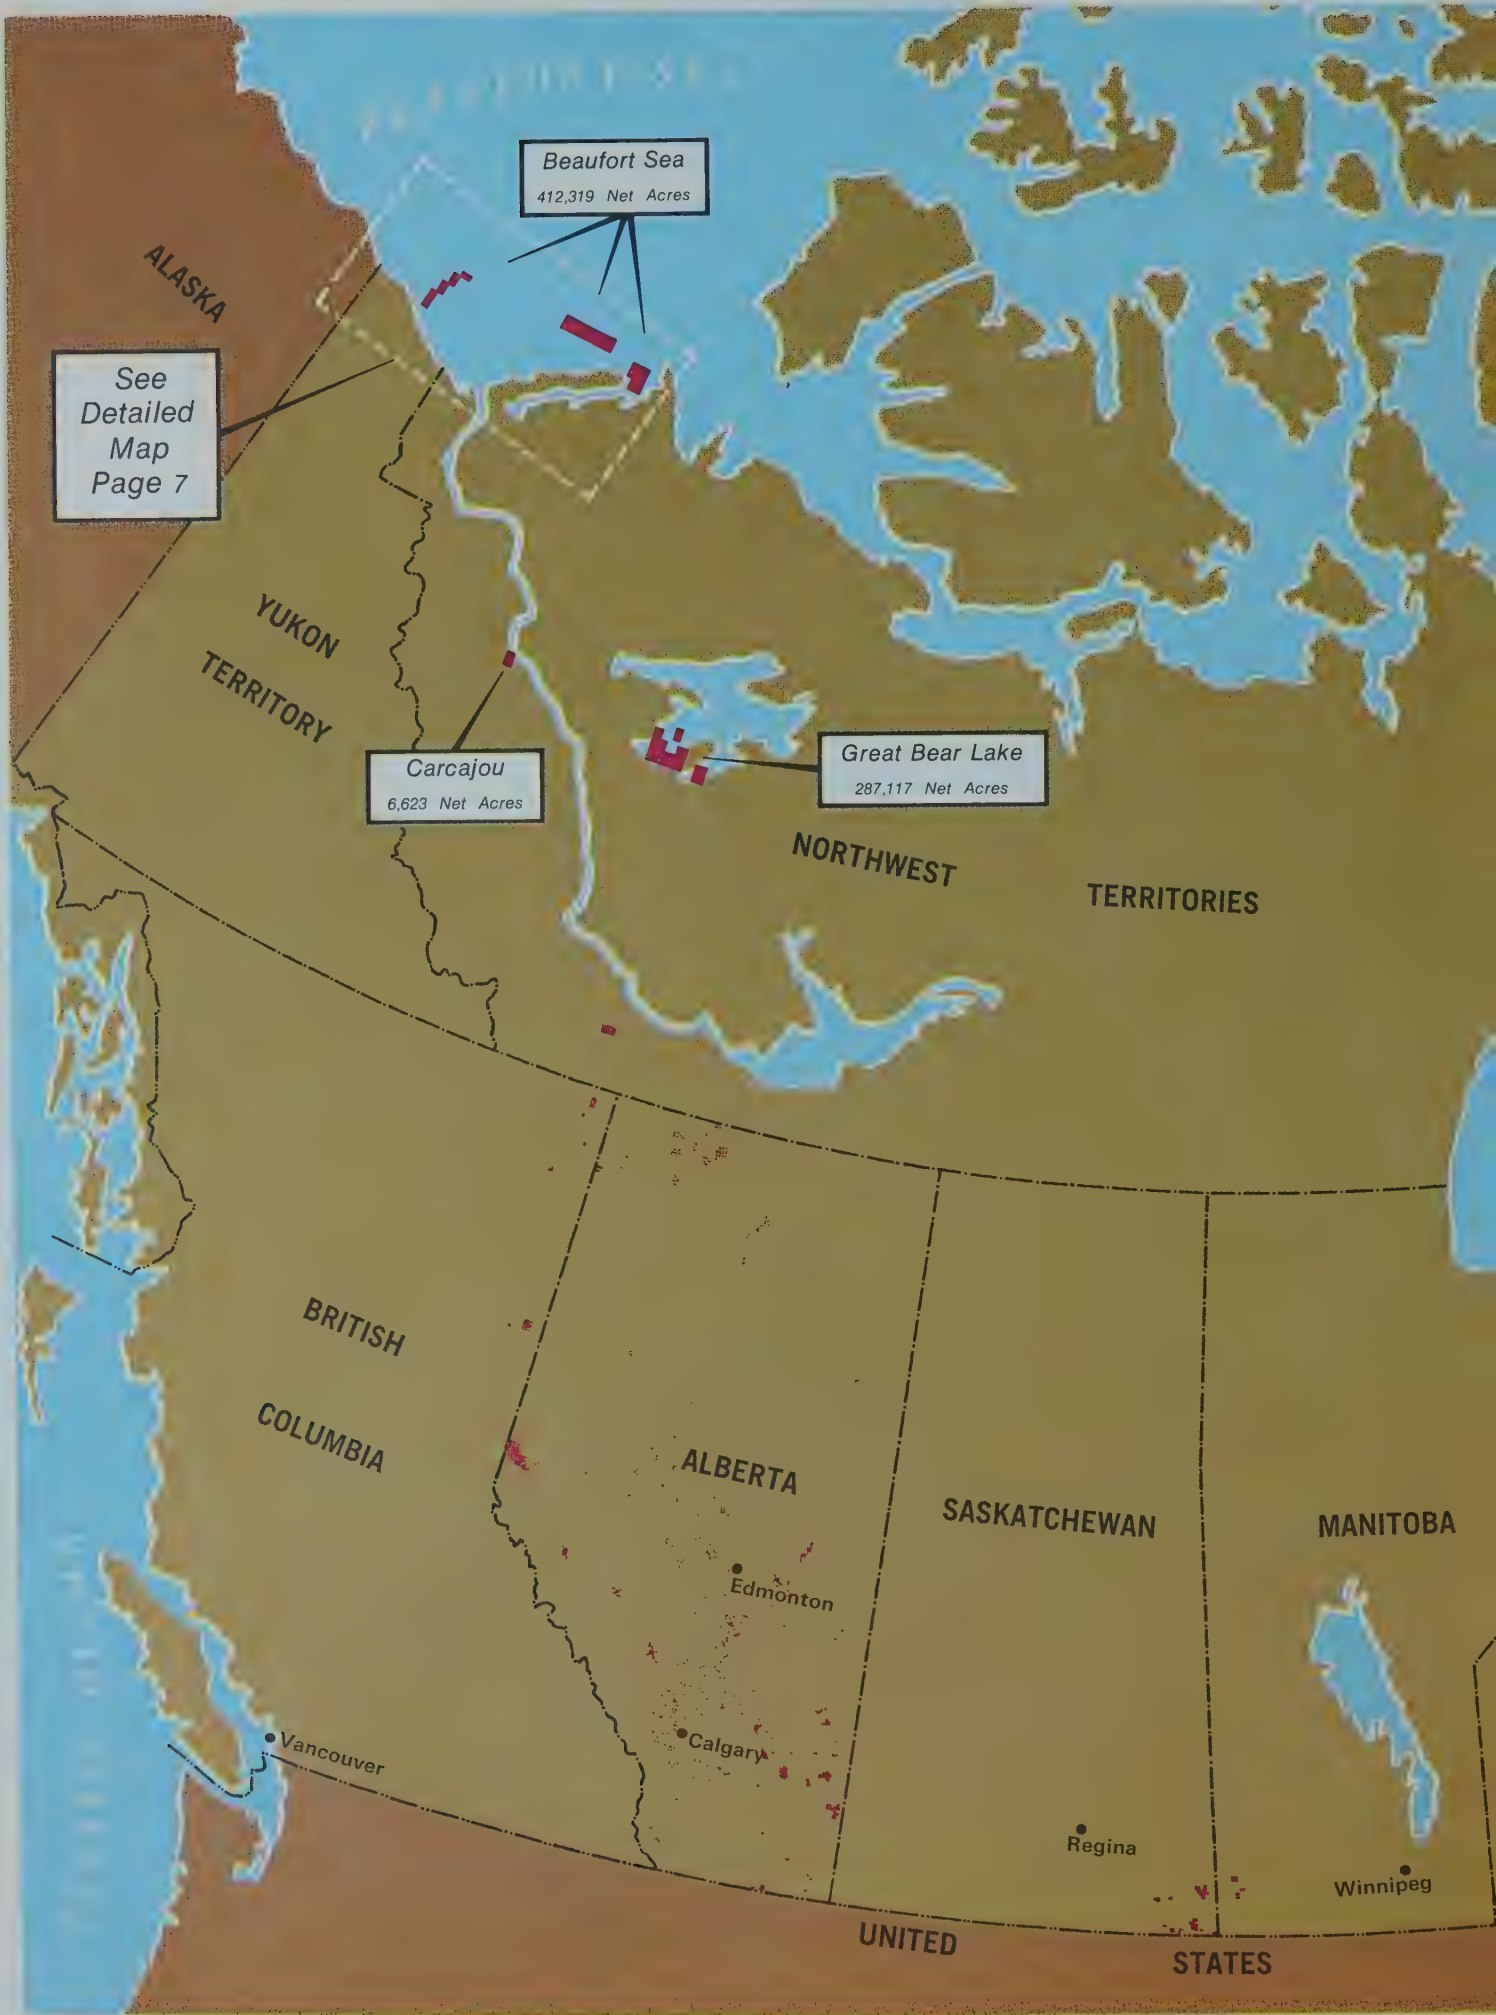 BEAUFORT SEA
Beaufort Sea
412,319 Net Acres
ALASKA
See
Detailed
Map
Page 7
YUKON
TERRITORY
Carcajou
6,623 Net Acres
Great Bear Lake
287,117 Net Acres
NORTHWEST
TERRITORIES
BRITISH
COLUMBIA
ALBERTA
SASKATCHEWAN
MANITOBA
Edmonton
Vancouver
Calgary
Regina
Winnipeg
UNITED
STATES